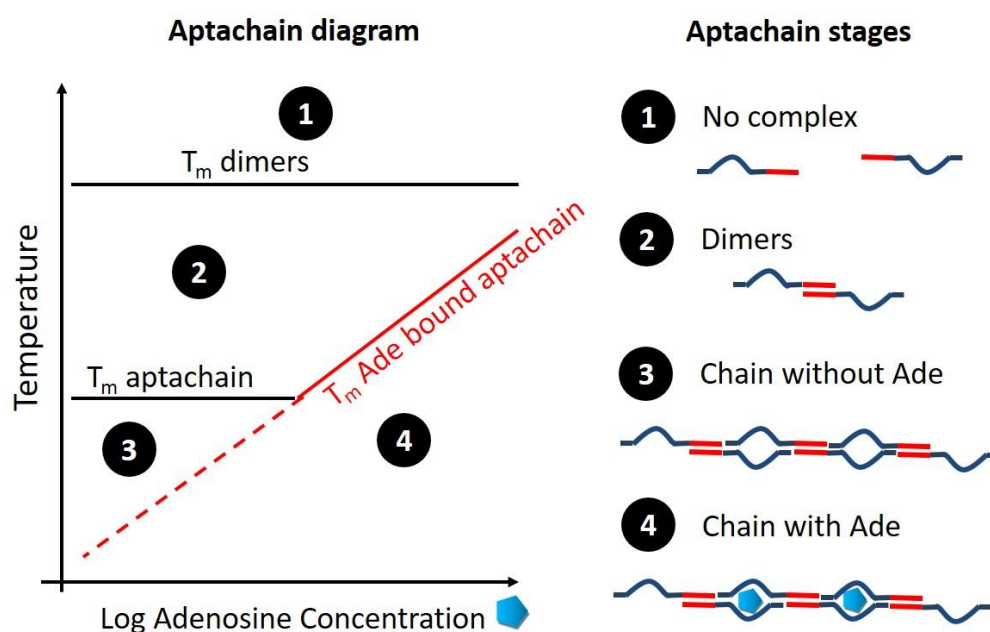 Aptachain diagram
Temperature
1
Tm dimers
2
Tm aptachain
3
Tm Ade bound aptachain
4
Log Adenosine Concentration
Aptachain stages
1 No complex
2 Dimers
3 Chain without Ade
4 Chain with Ade